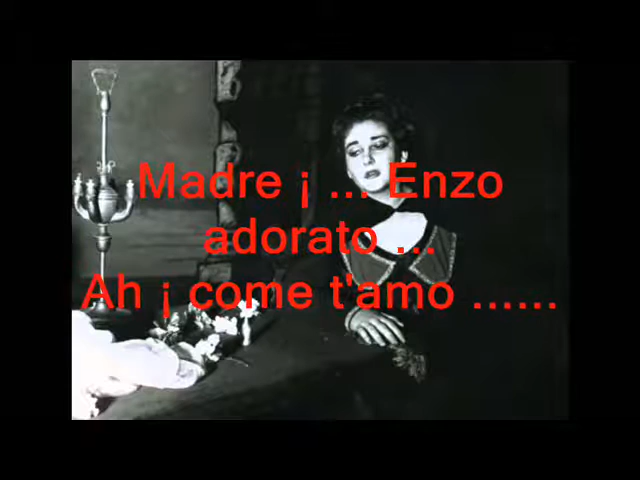 Madre ¡ ... Enzo
adorato ...
Ah ¡ come t'amo ......